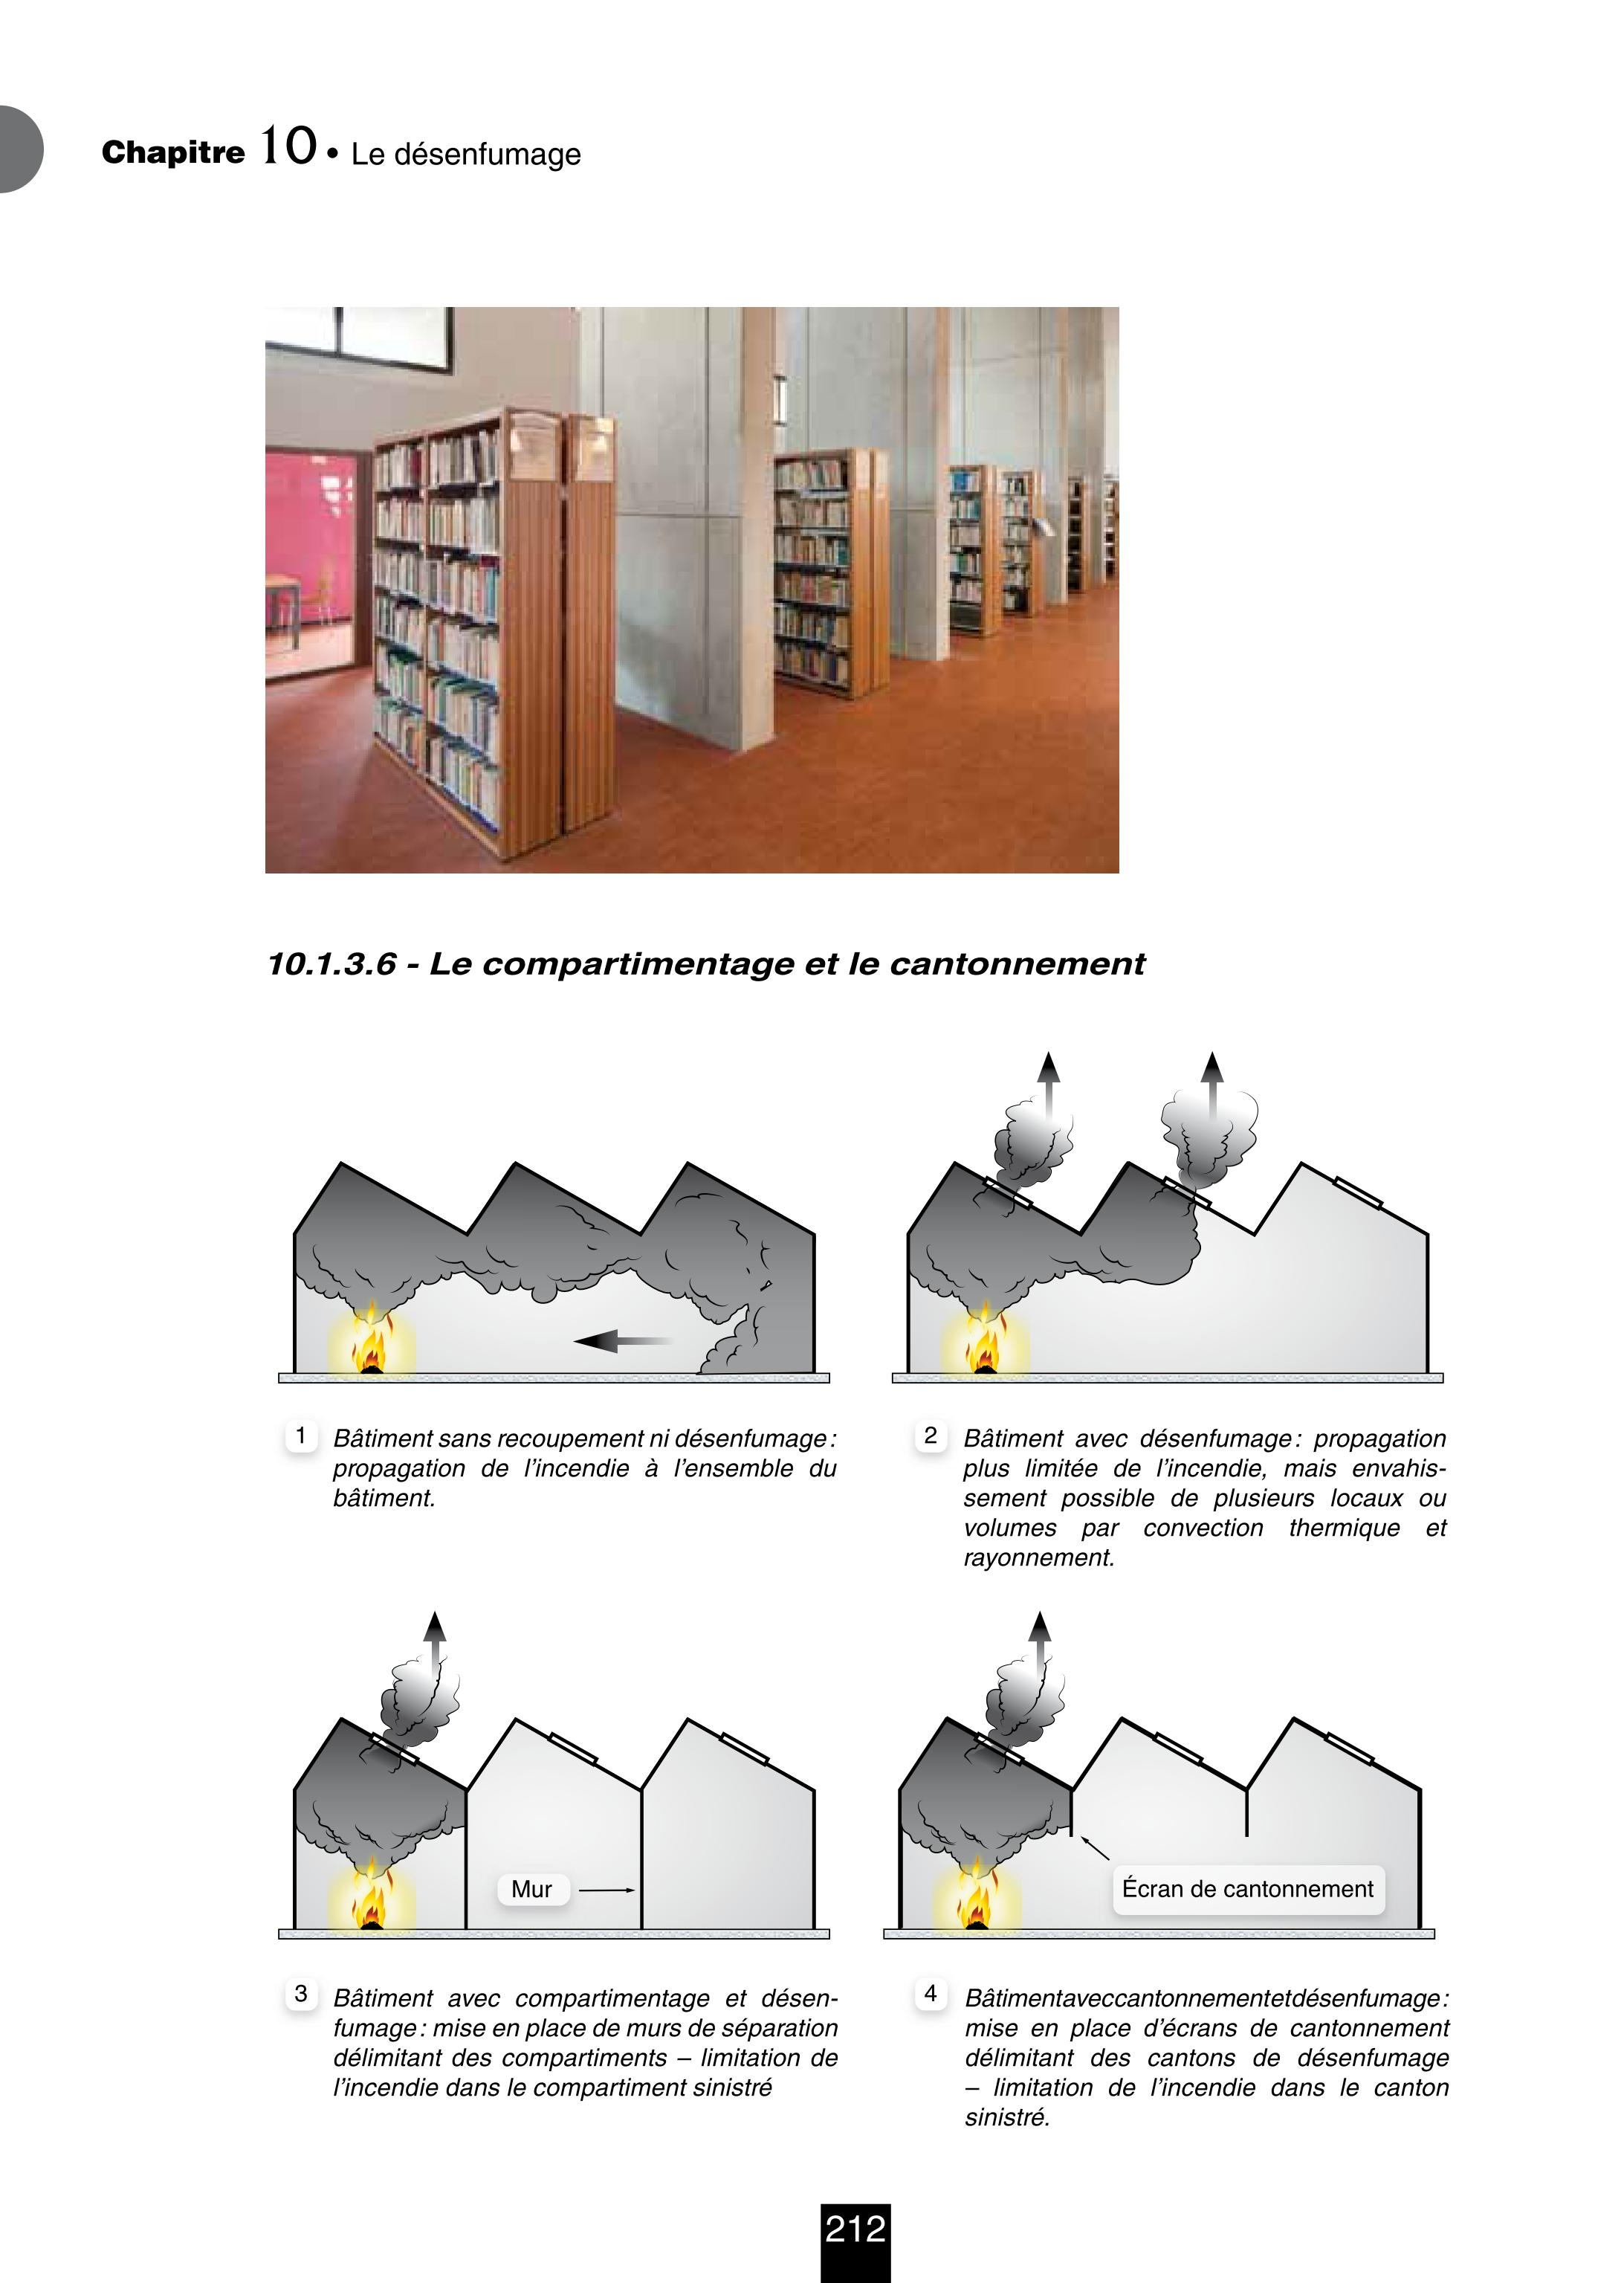 Chapitre 10 • Le désenfumage
10.1.3.6 - Le compartimentage et le cantonnement
1 Bâtiment sans recoupement ni désenfumage :
propagation de l’incendie à l’ensemble du
bâtiment.
2 Bâtiment avec désenfumage : propagation
plus limitée de l’incendie, mais envahis-
sement possible de plusieurs locaux ou
volumes par convection thermique et
rayonnement.
Mur
Écran de cantonnement
3 Bâtiment avec compartimentage et désen-
fumage : mise en place de murs de séparation
délimitant des compartiments – limitation de
l’incendie dans le compartiment sinistré
4 Bâtimentaveccantonnementetdésenfumage :
mise en place d’écrans de cantonnement
délimitant des cantons de désenfumage
– limitation de l’incendie dans le canton
sinistré.
212